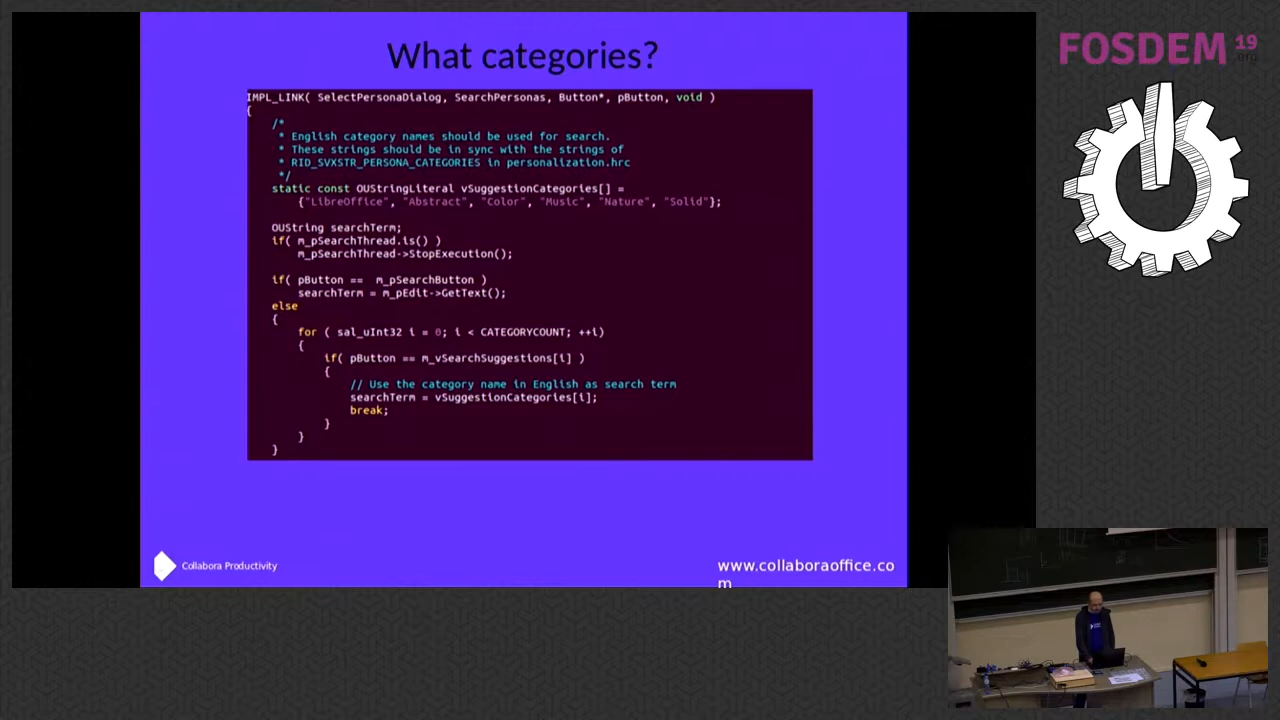 What categories?
IMPL_LINK( SelectPersonaDialog, SearchPersonas, Button*, pButton, void )
{
/*
* English category names should be used for search.
* These strings should be in sync with the strings of
* RID_SVXSTR_PERSONA_CATEGORIES in personalization.hrc
*/
static const OUStringLiteral vSuggestionCategories[] =
{"LibreOffice", "Abstract", "Color", "Music", "Nature", "Solid"};
OUString searchTerm;
if( m_pSearchThread.is() )
m_pSearchThread->StopExecution();
if( pButton ==  m_pSearchButton )
searchTerm = m_pEdit->GetText();
else
{
for ( sal_uInt32 i = 0; i < CATEGORYCOUNT; ++i)
{
if( pButton == m_vSearchSuggestions[i] )
{
// Use the category name in English as search term
searchTerm = vSuggestionCategories[i];
break;
}
}
}
Collabora Productivity
www.collaboraoffice.co
m
FOSDEM 19
.org